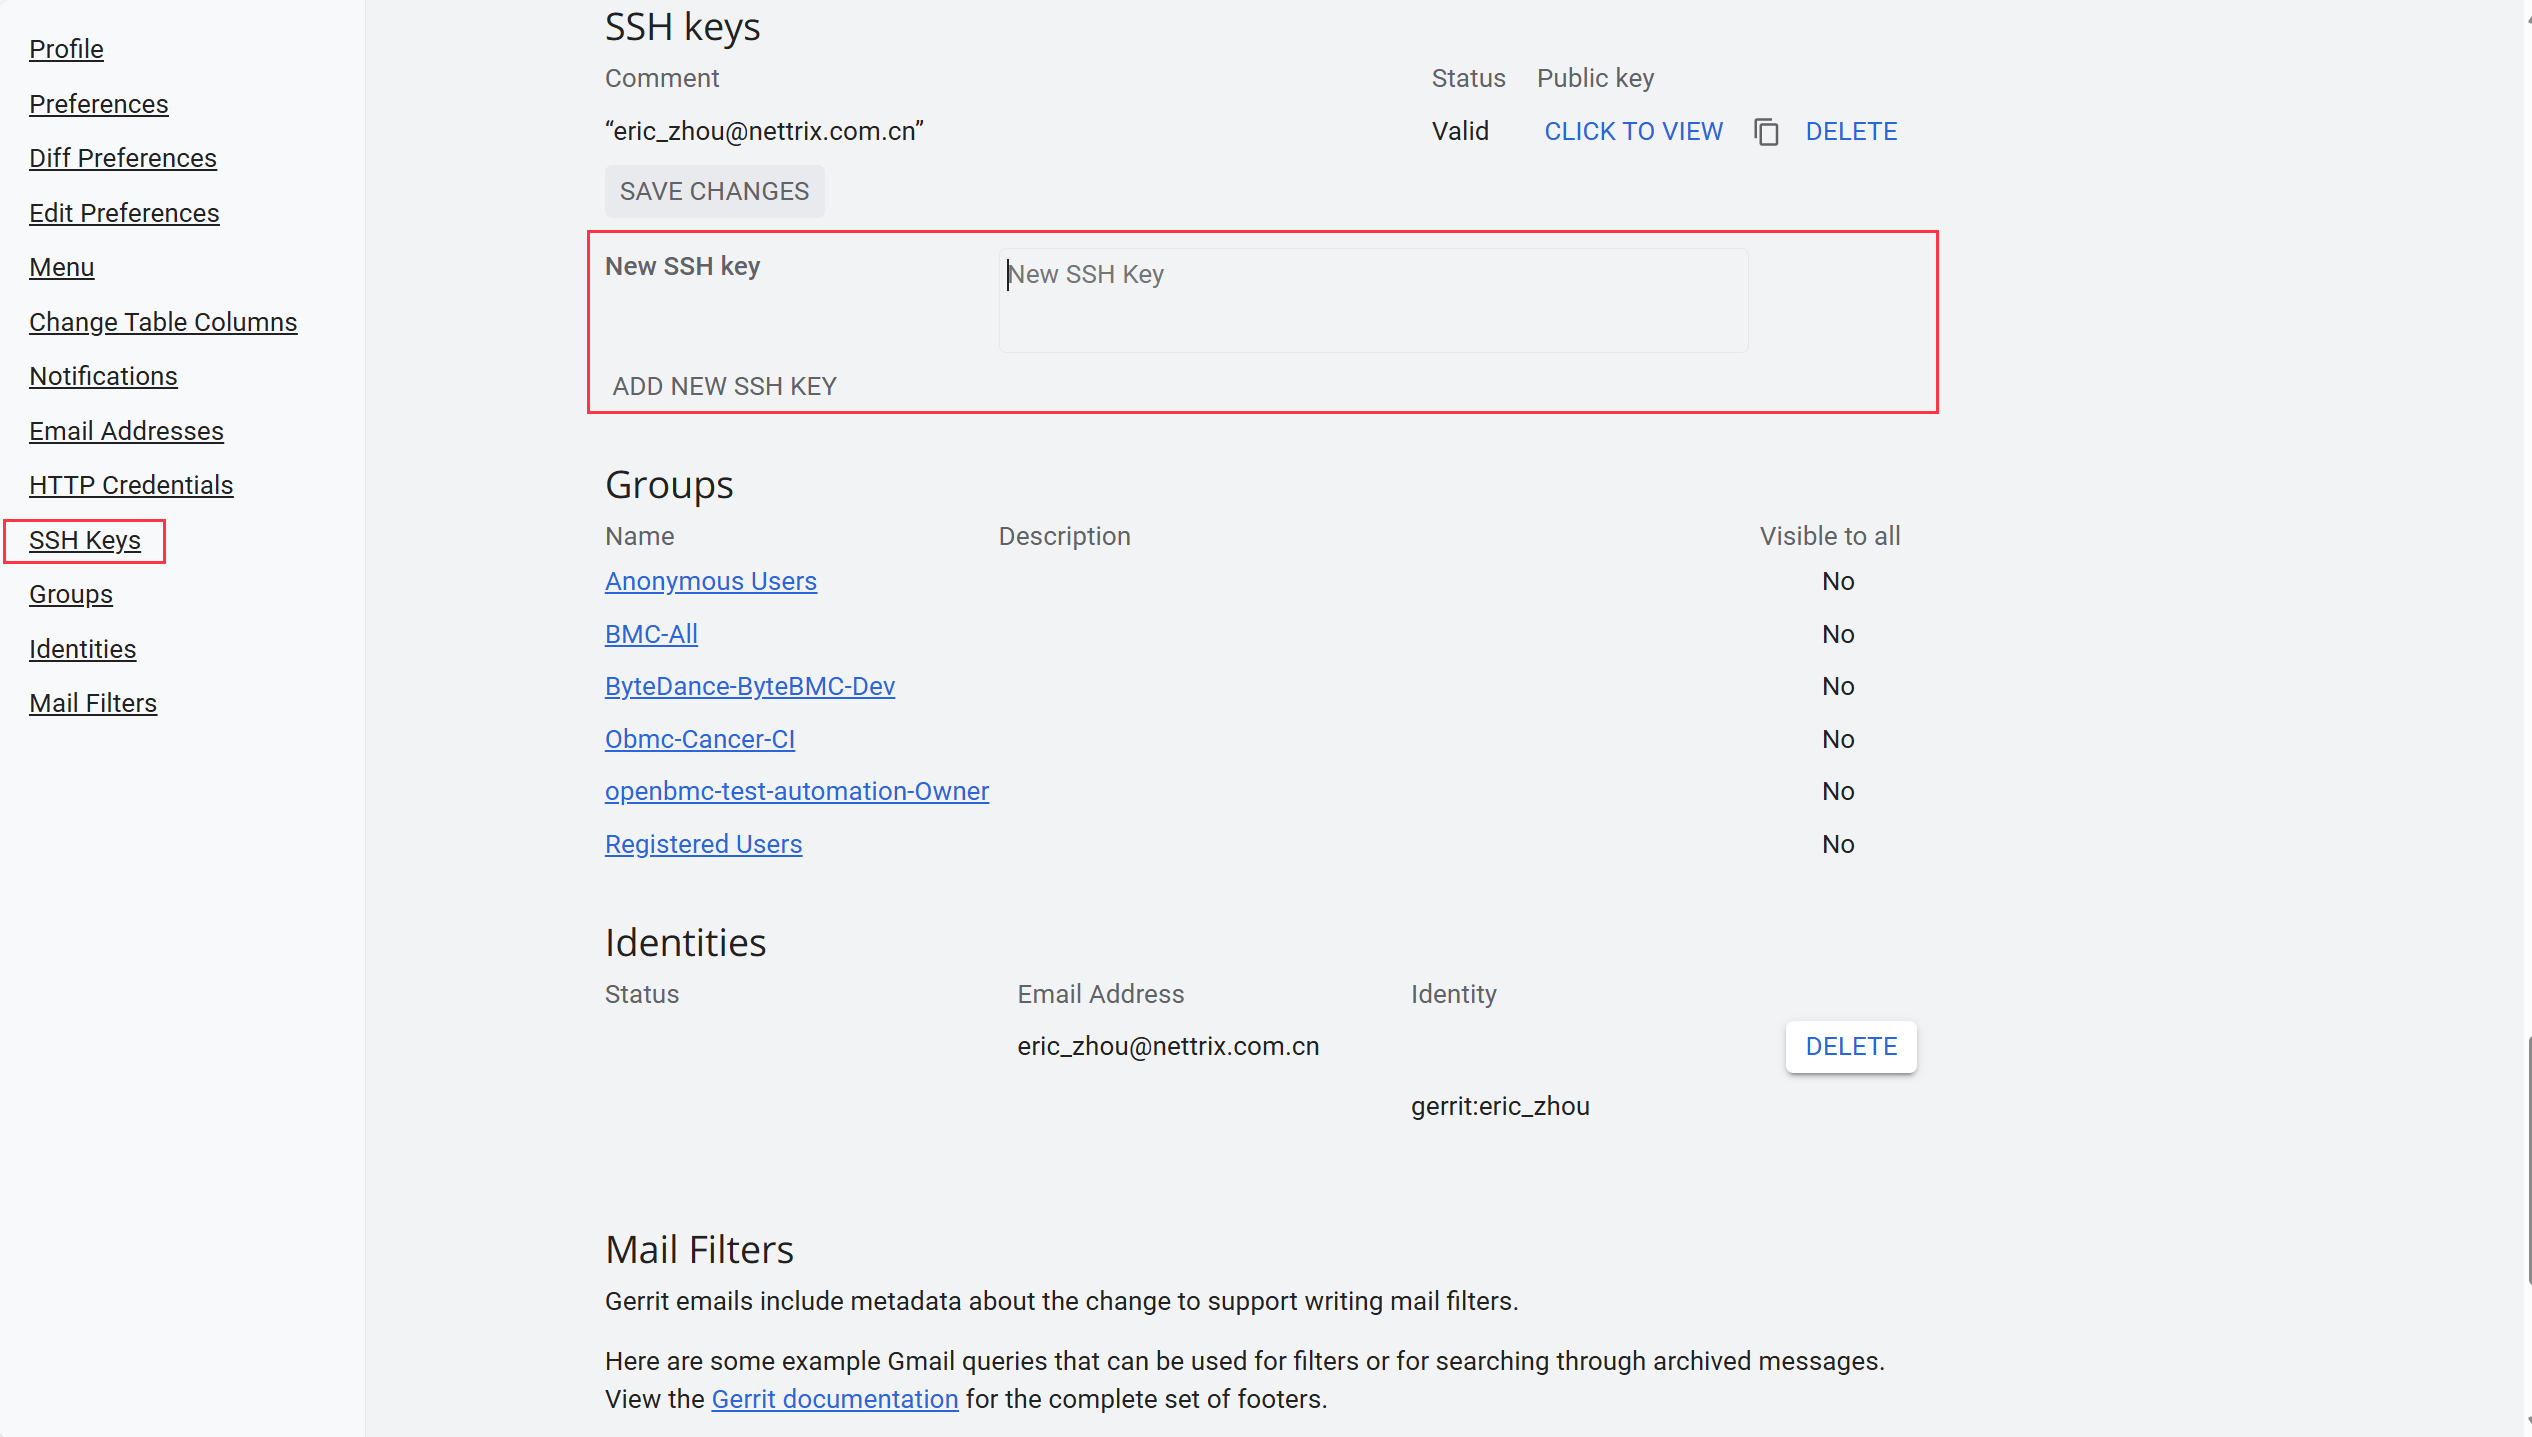 Profile
Preferences
Diff Preferences
Edit Preferences
Menu
Change Table Columns
Notifications
Email Addresses
HTTP Credentials
SSH Keys
Groups
Identities
Mail Filters
SSH keys
Comment Status Public key
“eric_zhou@nettrix.com.cn” Valid CLICK TO VIEW DELETE
SAVE CHANGES
New SSH key New SSH Key
ADD NEW SSH KEY
Groups
Name Description Visible to all
Anonymous Users No
BMC-All No
ByteDance-ByteBMC-Dev No
Obmc-Cancer-CI No
openbmc-test-automation-Owner No
Registered Users No
Identities
Status Email Address Identity
eric_zhou@nettrix.com.cn DELETE
gerrit:eric_zhou
Mail Filters
Gerrit emails include metadata about the change to support writing mail filters.
Here are some example Gmail queries that can be used for filters or for searching through archived messages.
View the Gerrit documentation for the complete set of footers.